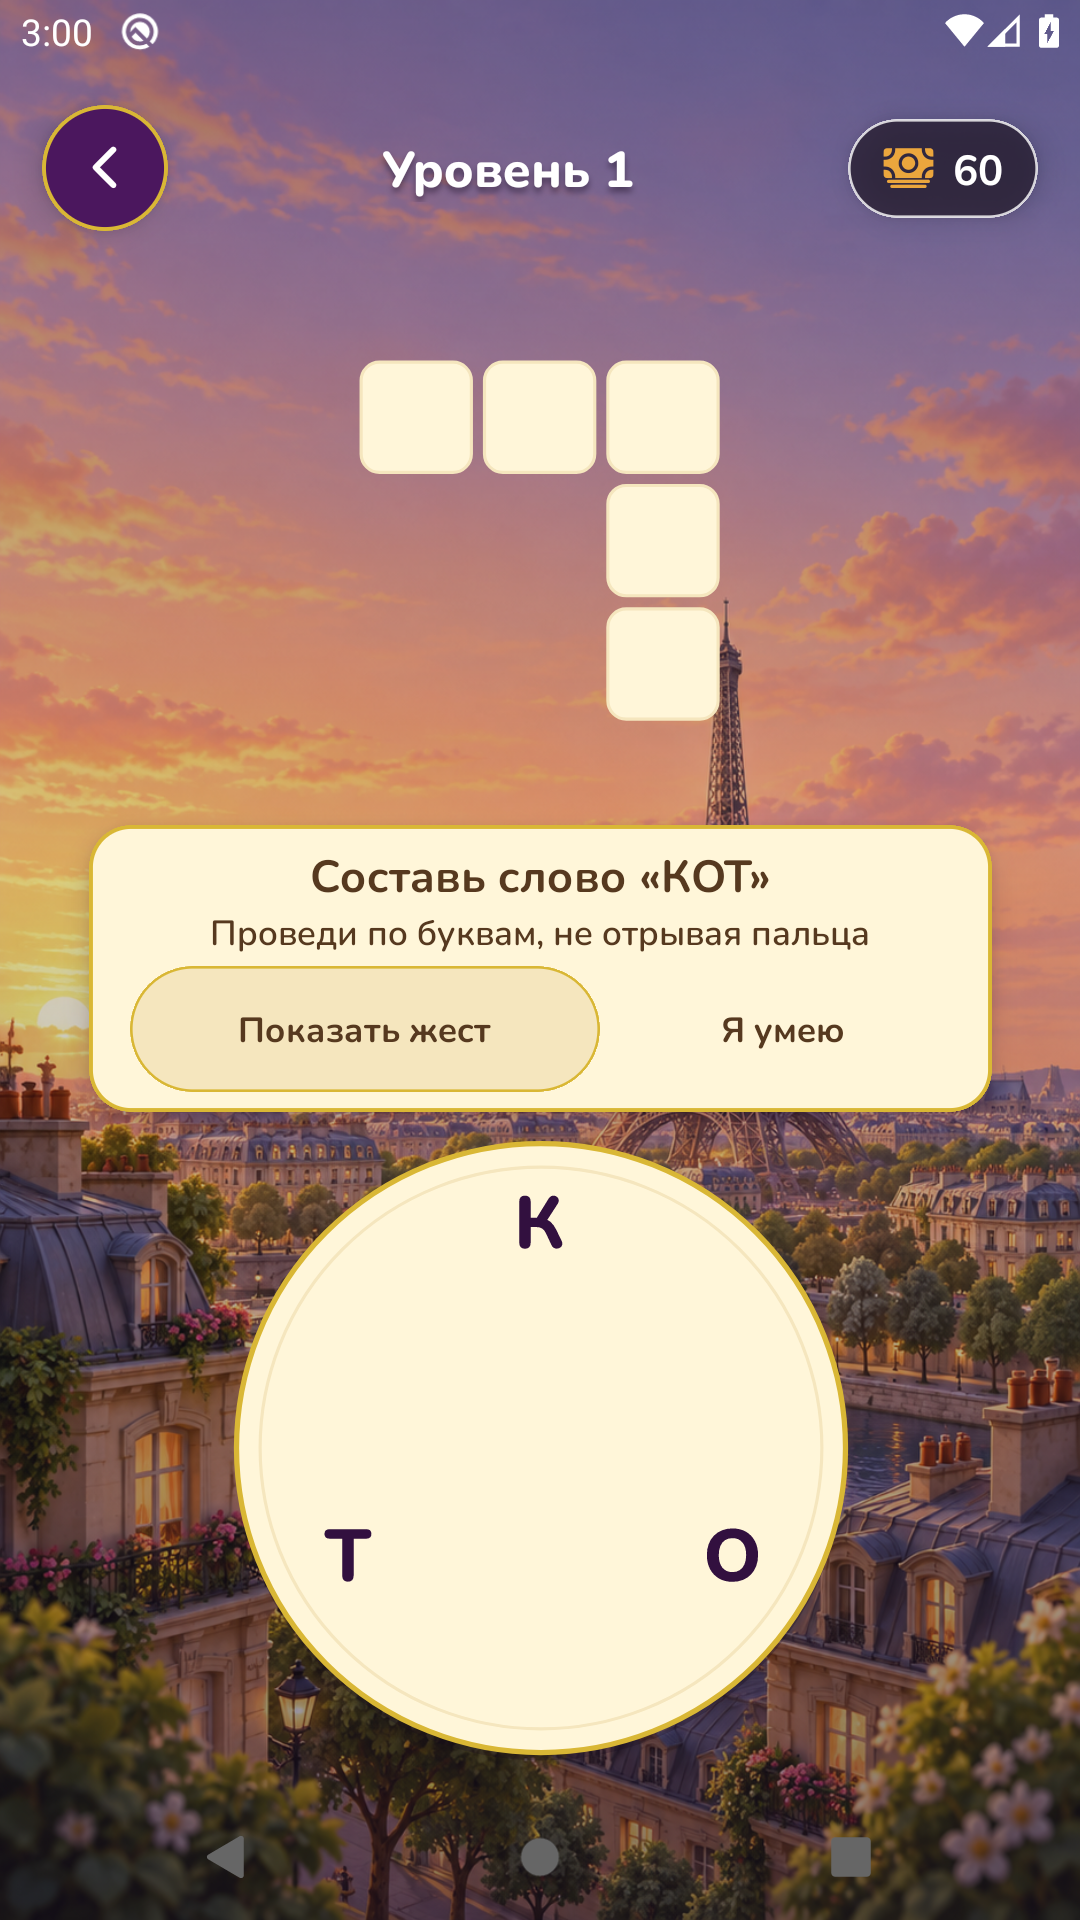 3:00
Уровень 1
60
Составь слово «КОТ»
Проведи по буквам, не отрывая пальца
Показать жест
Я умею
К
Т
О